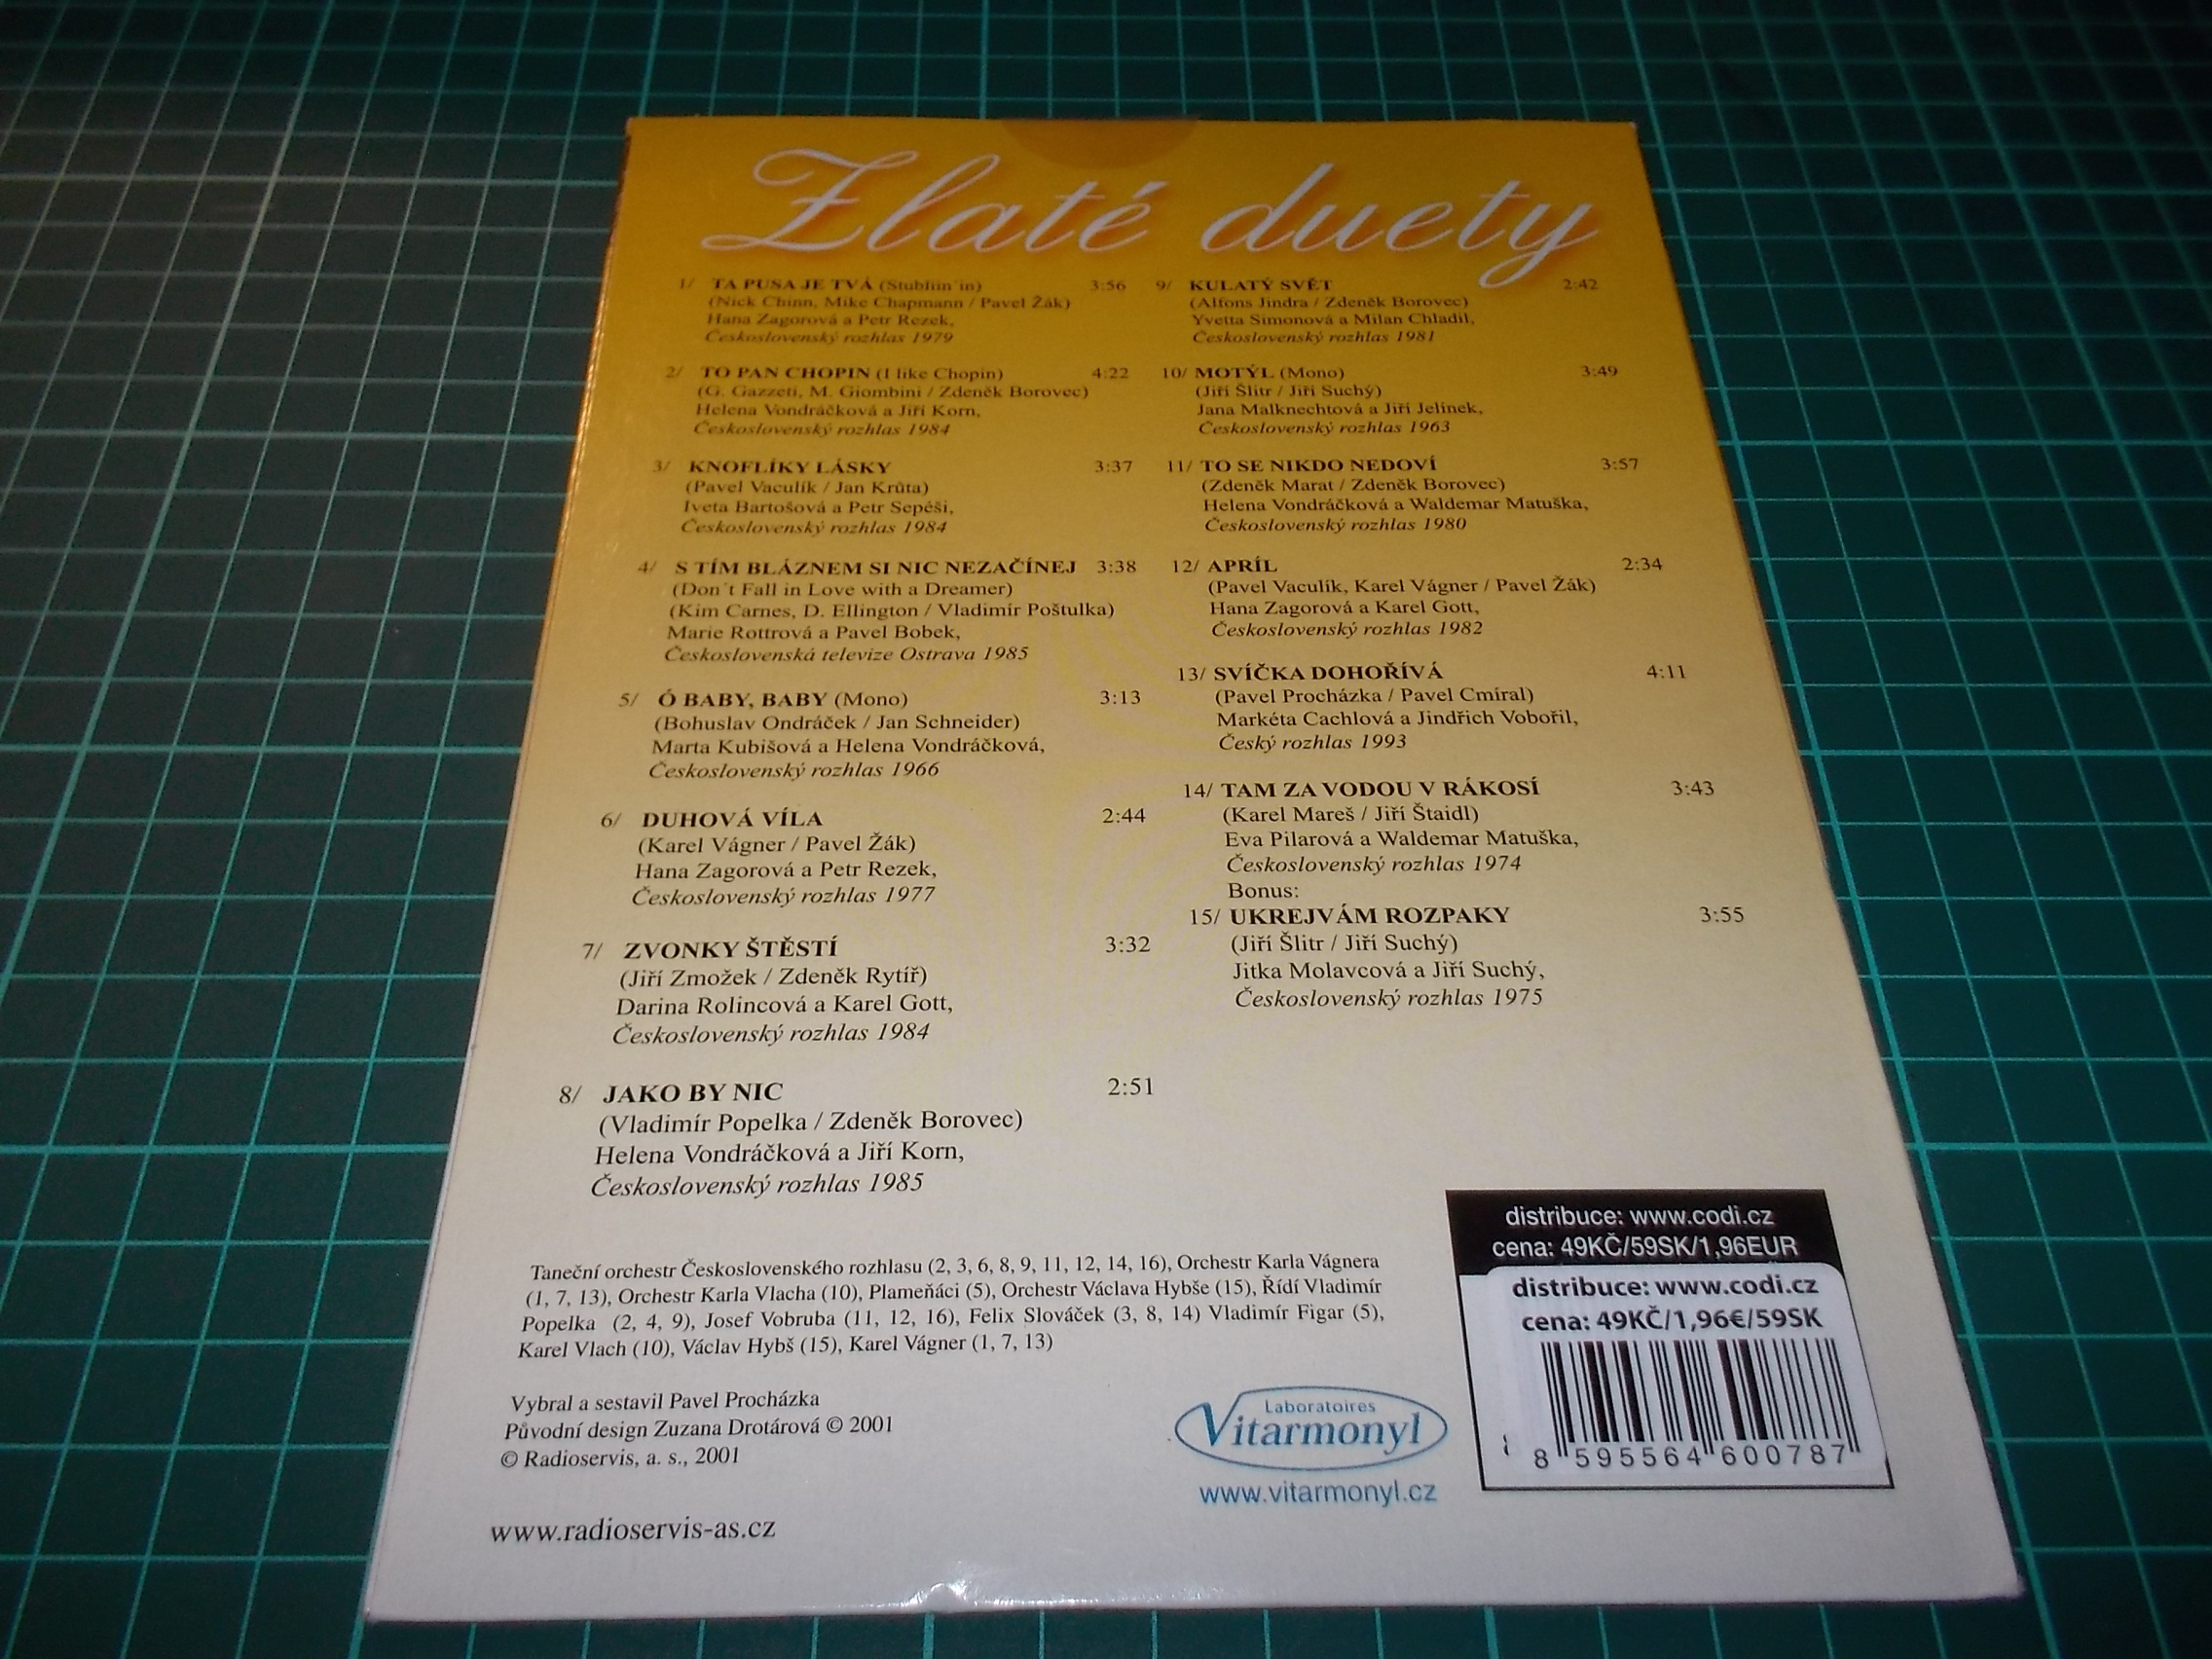 Zlaté duety
1/ TA PUSA JE TVÁ (Stubliin´in) 3:56
(Nick Chinn, Mike Chapmann / Pavel Žák)
Hana Zagorová a Petr Rezek,
Československý rozhlas 1979
2/ TO PAN CHOPIN (I like Chopin) 4:22
(G. Gazzeti, M. Giombini / Zdeněk Borovec)
Helena Vondráčková a Jiří Korn,
Československý rozhlas 1984
3/ KNOFLÍKY LÁSKY 3:37
(Pavel Vaculík / Jan Krůta)
Iveta Bartošová a Petr Sepéši,
Československý rozhlas 1984
4/ S TÍM BLÁZNEM SI NIC NEZAČÍNEJ 3:38
(Don´t Fall in Love with a Dreamer)
(Kim Carnes, D. Ellington / Vladimír Poštulka)
Marie Rottrová a Pavel Bobek,
Československá televize Ostrava 1985
5/ Ó BABY, BABY (Mono) 3:13
(Bohuslav Ondráček / Jan Schneider)
Marta Kubišová a Helena Vondráčková,
Československý rozhlas 1966
6/ DUHOVÁ VÍLA 2:44
(Karel Vágner / Pavel Žák)
Hana Zagorová a Petr Rezek,
Československý rozhlas 1977
7/ ZVONKY ŠTĚSTÍ 3:32
(Jiří Zmožek / Zdeněk Rytíř)
Darina Rolincová a Karel Gott,
Československý rozhlas 1984
8/ JAKO BY NIC 2:51
(Vladimír Popelka / Zdeněk Borovec)
Helena Vondráčková a Jiří Korn,
Československý rozhlas 1985
9/ KULATÝ SVĚT 2:42
(Alfons Jindra / Zdeněk Borovec)
Yvetta Simonová a Milan Chladil,
Československý rozhlas 1981
10/ MOTÝL (Mono) 3:49
(Jiří Šlitr / Jiří Suchý)
Jana Malknechtová a Jiří Jelínek,
Československý rozhlas 1963
11/ TO SE NIKDO NEDOVÍ 3:57
(Zdeněk Marat / Zdeněk Borovec)
Helena Vondráčková a Waldemar Matuška,
Československý rozhlas 1980
12/ APRÍL 2:34
(Pavel Vaculík, Karel Vágner / Pavel Žák)
Hana Zagorová a Karel Gott,
Československý rozhlas 1982
13/ SVÍČKA DOHOŘÍVÁ 4:11
(Pavel Procházka / Pavel Cmíral)
Markéta Cachlová a Jindřich Vobořil,
Český rozhlas 1993
14/ TAM ZA VODOU V RÁKOSÍ 3:43
(Karel Mareš / Jiří Štaidl)
Eva Pilarová a Waldemar Matuška,
Československý rozhlas 1974
Bonus:
15/ UKREJVÁM ROZPAKY 3:55
(Jiří Šlitr / Jiří Suchý)
Jitka Molavcová a Jiří Suchý,
Československý rozhlas 1975
Taneční orchestr Československého rozhlasu (2, 3, 6, 8, 9, 11, 12, 14, 16), Orchestr Karla Vágnera
(1, 7, 13), Orchestr Karla Vlacha (10), Plameňáci (5), Orchestr Václava Hybše (15), Řídí Vladimír
Popelka (2, 4, 9), Josef Vobruba (11, 12, 16), Felix Slováček (3, 8, 14) Vladimír Figar (5),
Karel Vlach (10), Václav Hybš (15), Karel Vágner (1, 7, 13)
Vybral a sestavil Pavel Procházka
Původní design Zuzana Drotárová © 2001
© Radioservis, a. s., 2001
www.radioservis-as.cz
Laboratoires
Vitarmonyl
www.vitarmonyl.cz
distribuce: www.codi.cz
cena: 49KČ/59SK/1,96EUR
distribuce: www.codi.cz
cena: 49KČ/1,96€/59SK
8 595564 600787